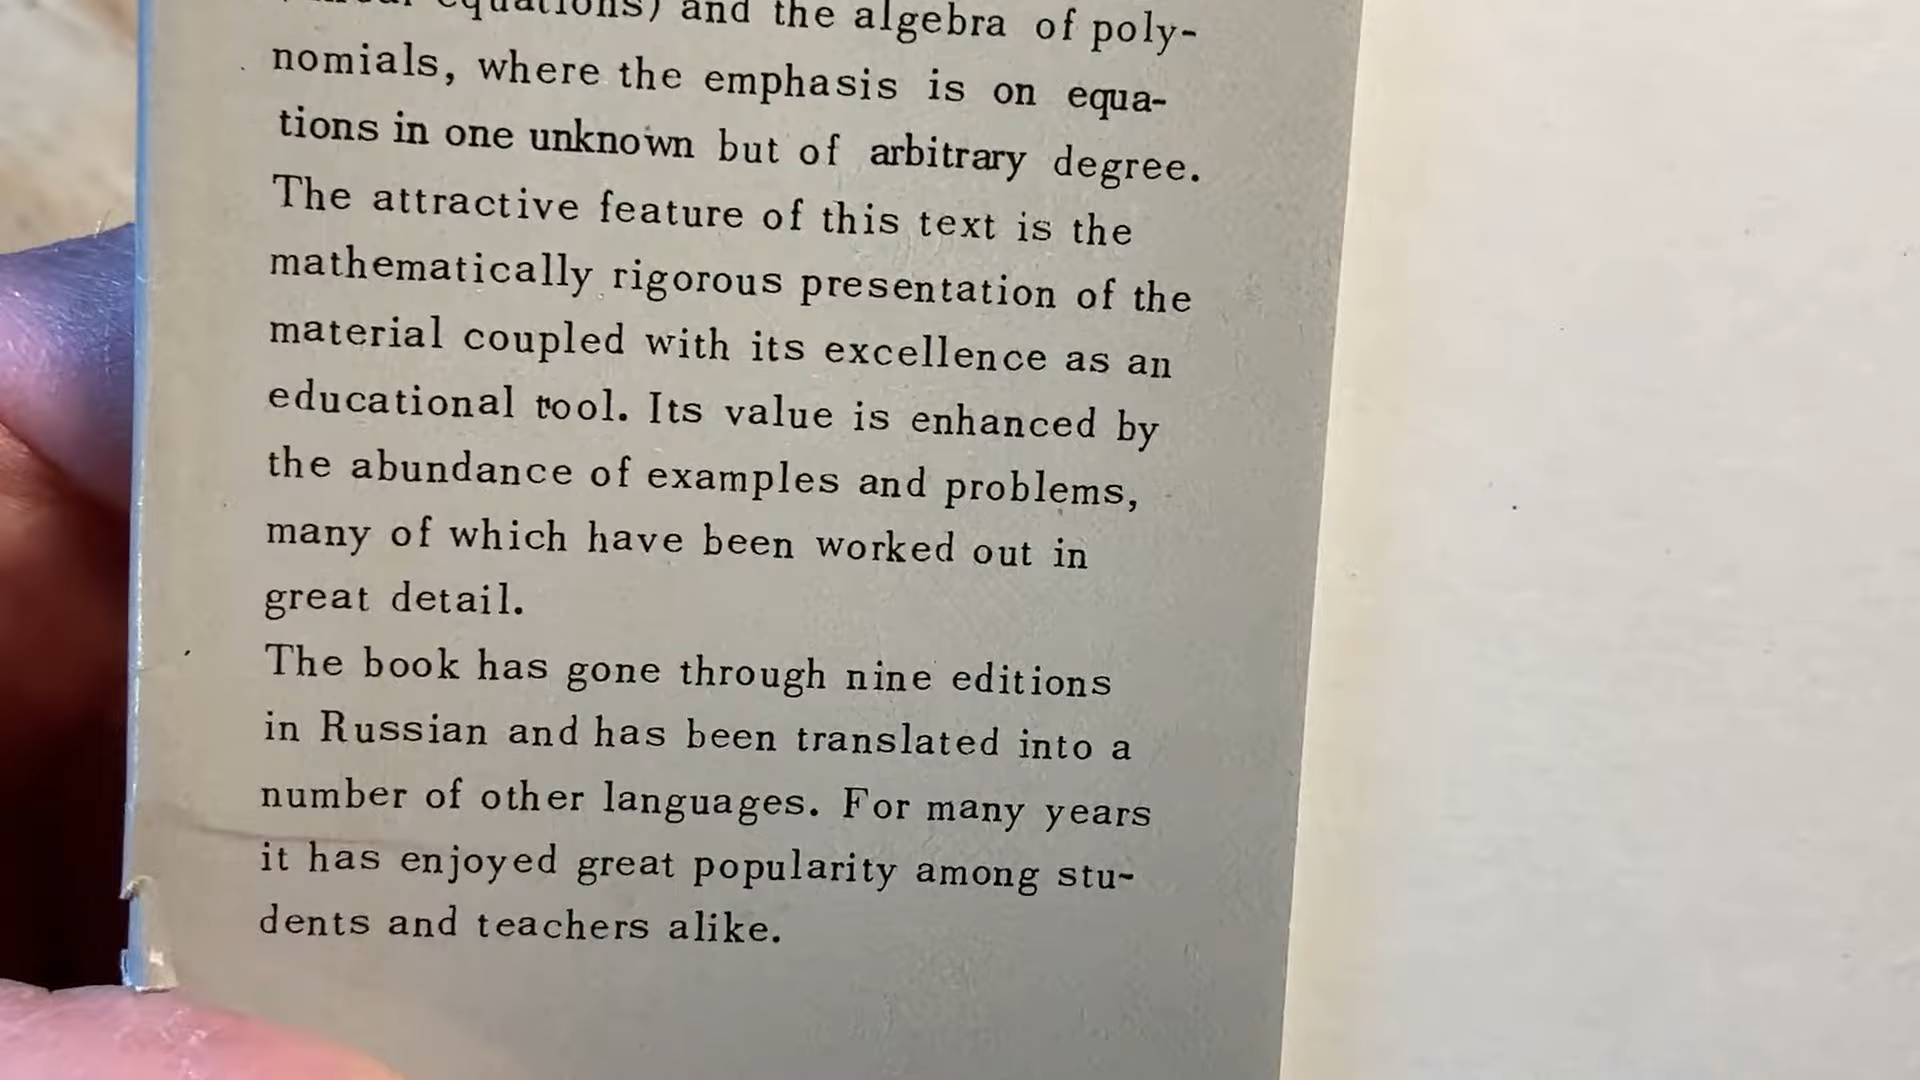 equations) and the algebra of poly-
nomials, where the emphasis is on equa-
tions in one unknown but of arbitrary degree.
The attractive feature of this text is the
mathematically rigorous presentation of the
material coupled with its excellence as an
educational tool. Its value is enhanced by
the abundance of examples and problems,
many of which have been worked out in
great detail.
The book has gone through nine editions
in Russian and has been translated into a
number of other languages. For many years
it has enjoyed great popularity among stu-
dents and teachers alike.